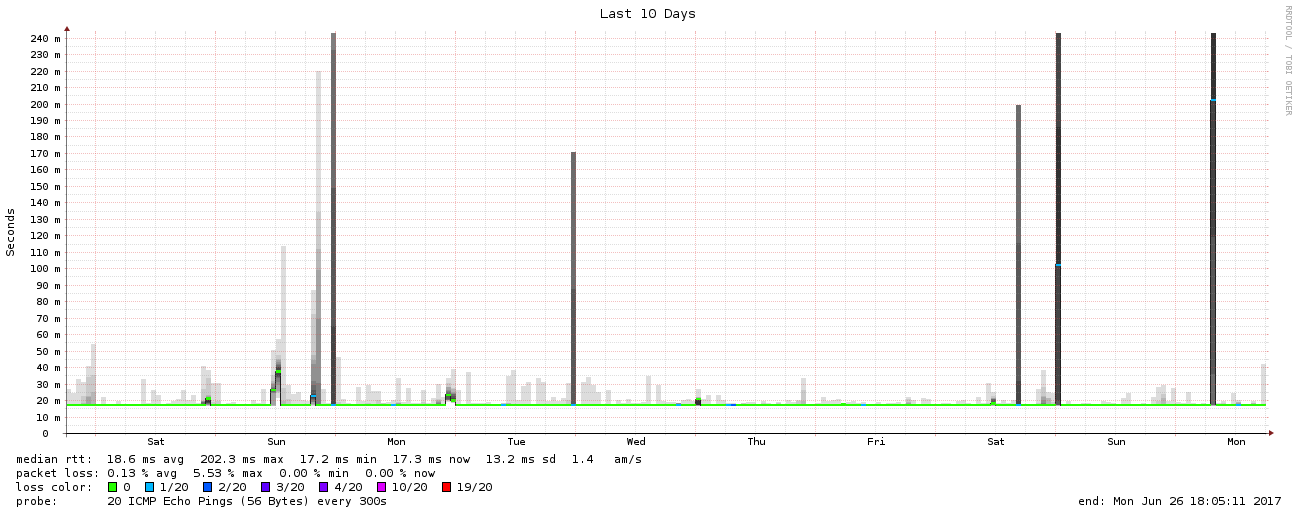 Last 10 Days
RRDTOOL / TOBI OETIKER
Seconds
240 m
230 m
220 m
210 m
200 m
190 m
180 m
170 m
160 m
150 m
140 m
130 m
120 m
110 m
100 m
90 m
80 m
70 m
60 m
50 m
40 m
30 m
20 m
10 m
0
Sat Sun Mon Tue Wed Thu Fri Sat Sun Mon
median rtt: 18.6 ms avg 202.3 ms max 17.2 ms min 17.3 ms now 13.2 ms sd 1.4 am/s
packet loss: 0.13 % avg 5.53 % max 0.00 % min 0.00 % now
loss color: 0 1/20 2/20 3/20 4/20 10/20 19/20
probe: 20 ICMP Echo Pings (56 Bytes) every 300s end: Mon Jun 26 18:05:11 2017